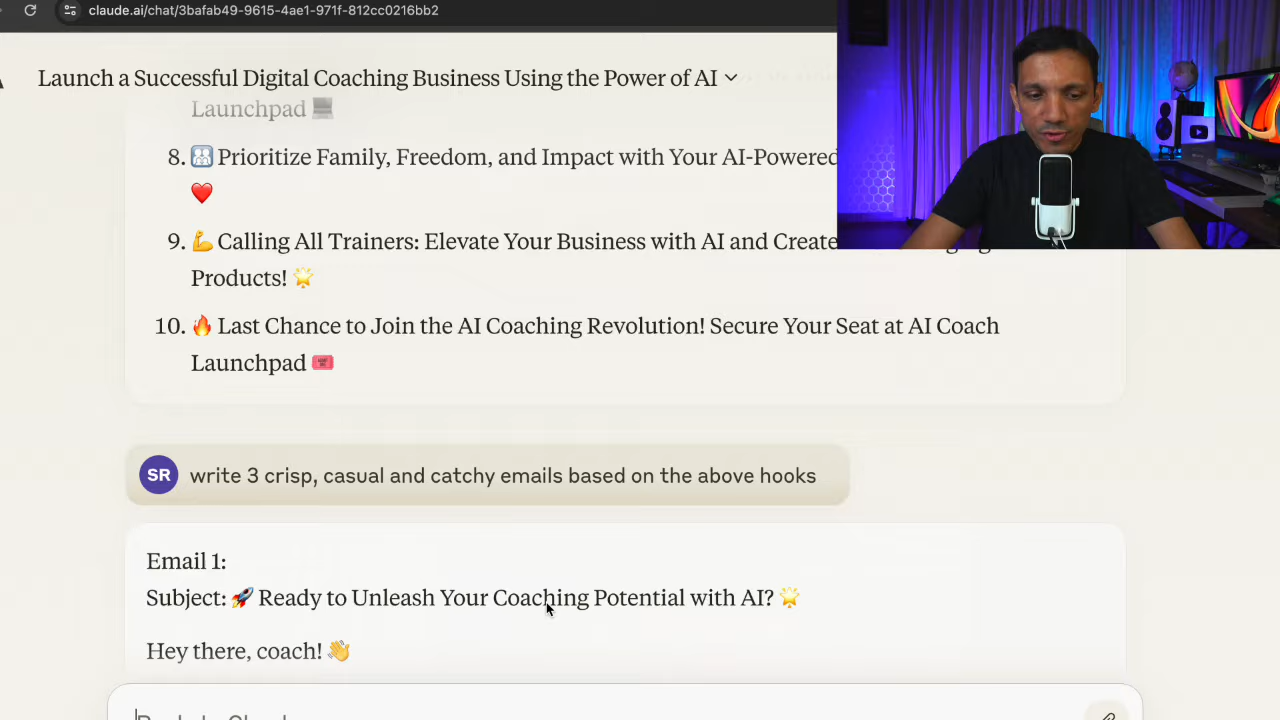 claude.ai/chat/3bafab49-9615-4ae1-971f-812cc0216bb2
Launch a Successful Digital Coaching Business Using the Power of AI
Launchpad 💻
8. Prioritize Family, Freedom, and Impact with Your AI-Powered
❤️
9. 💪 Calling All Trainers: Elevate Your Business with AI and Create
Products! 🌟
10. 🔥 Last Chance to Join the AI Coaching Revolution! Secure Your Seat at AI Coach
Launchpad 🎟️
SR write 3 crisp, casual and catchy emails based on the above hooks
Email 1:
Subject: 🚀 Ready to Unleash Your Coaching Potential with AI? 🌟
Hey there, coach! 👋